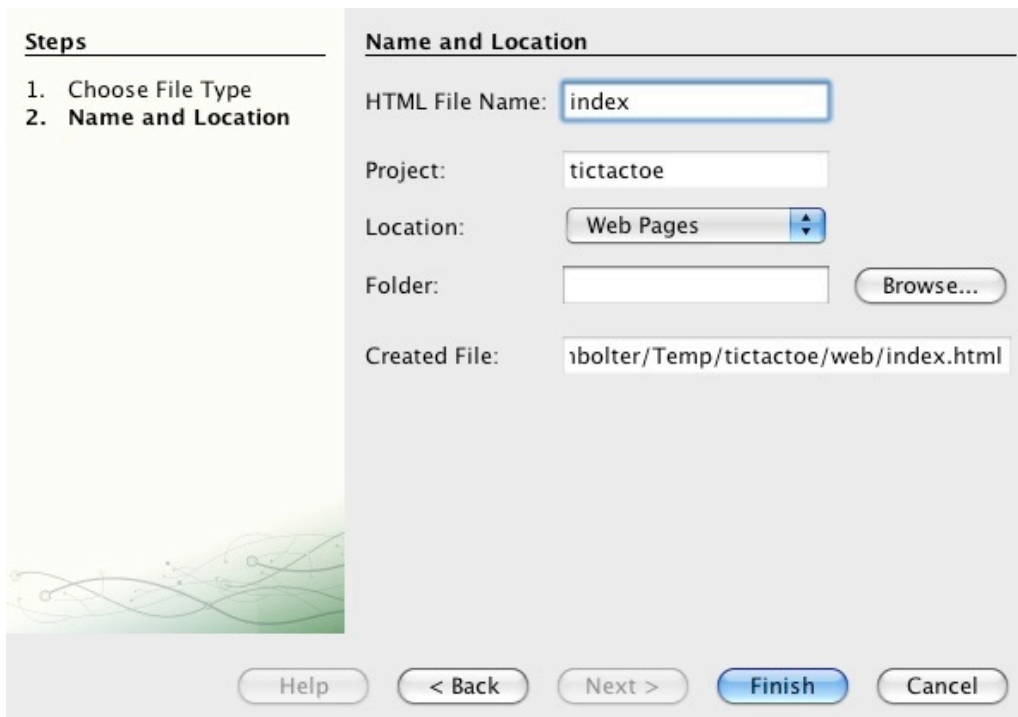 Steps
1. Choose File Type
2. Name and Location
Name and Location
HTML File Name: index
Project: tictactoe
Location: Web Pages
Folder: Browse...
Created File: nbolter/Temp/tictactoe/web/index.html
Help < Back Next > Finish Cancel